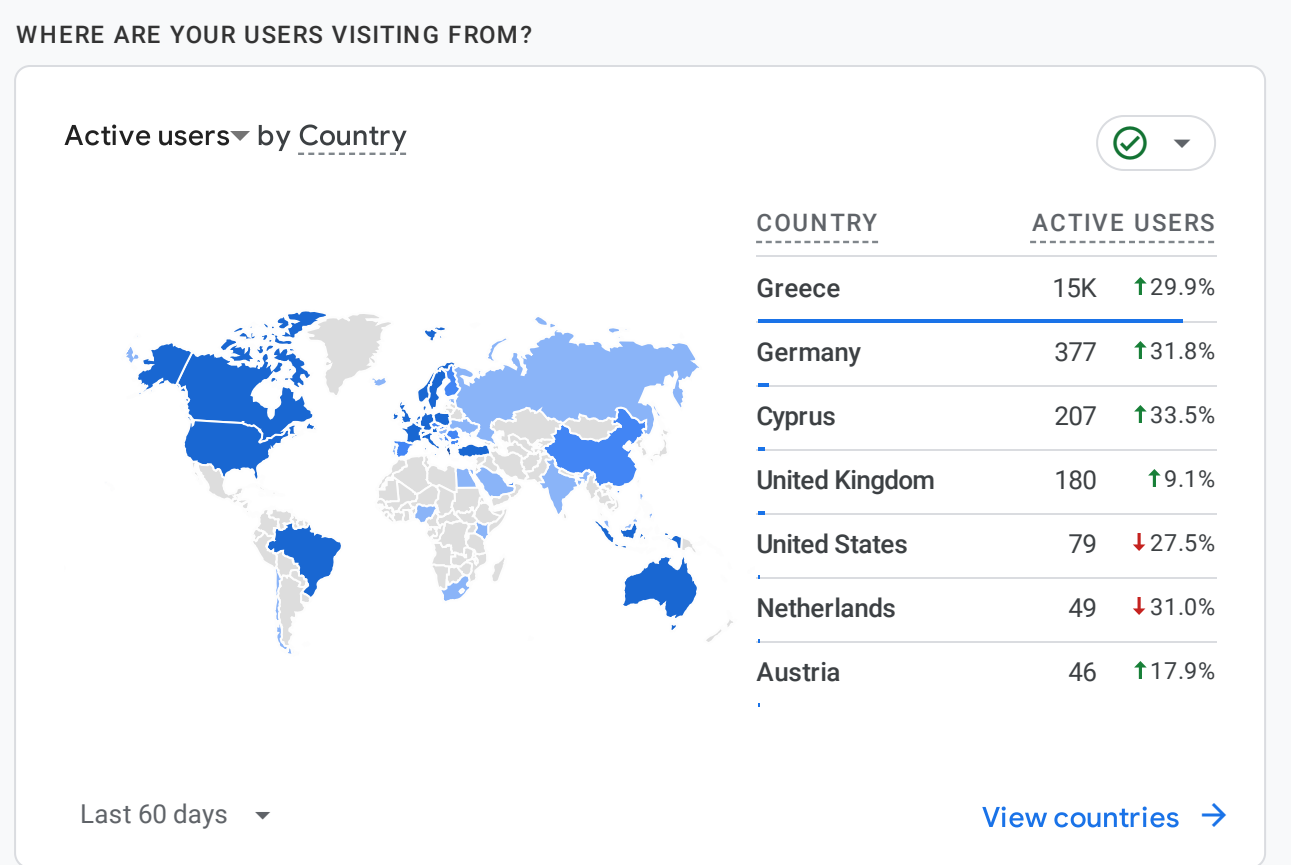 WHERE ARE YOUR USERS VISITING FROM?
Active users by Country
COUNTRY ACTIVE USERS
Greece 15K ↑29.9%
Germany 377 ↑31.8%
Cyprus 207 ↑33.5%
United Kingdom 180 ↑9.1%
United States 79 ↓27.5%
Netherlands 49 ↓31.0%
Austria 46 ↑17.9%
Last 60 days View countries →